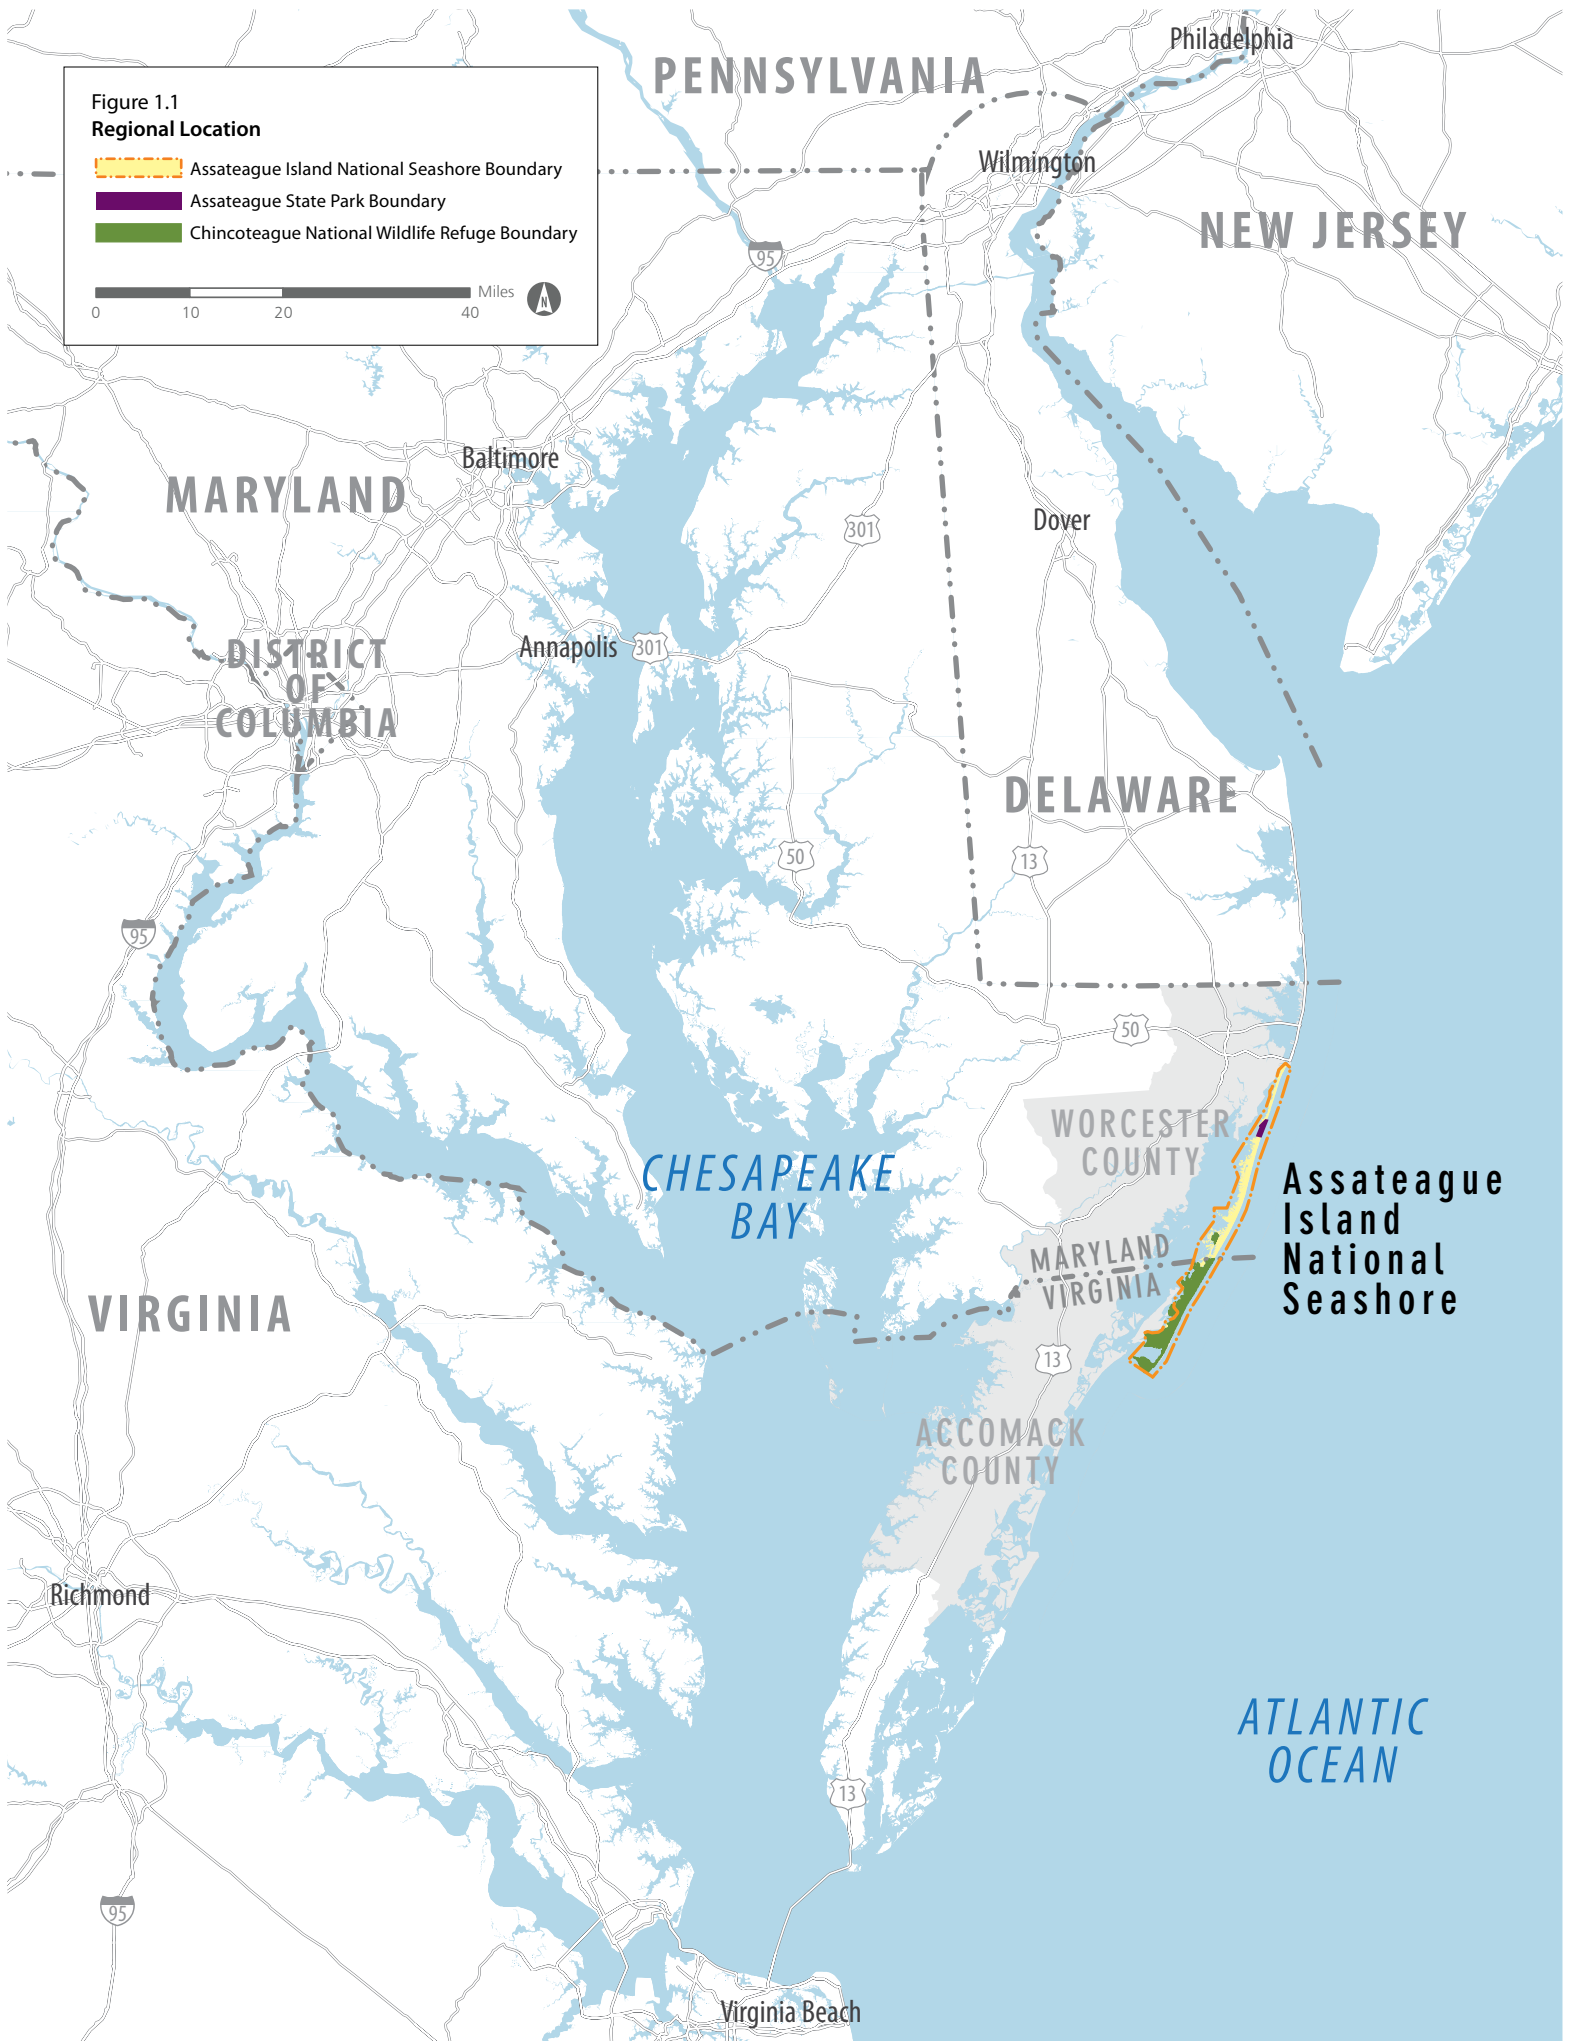 Figure 1.1
Regional Location
Assateague Island National Seashore Boundary
Assateague State Park Boundary
Chincoteague National Wildlife Refuge Boundary
Miles
N
0 10 20 40
Philadelphia
PENNSYLVANIA
Wilmington
NEW JERSEY
95
Baltimore
MARYLAND
301
Dover
Annapolis
301
DISTRICT
OF
COLUMBIA
DELAWARE
50
13
95
50
WORCESTER
COUNTY
CHESAPEAKE
BAY
Assateague
Island
National
Seashore
MARYLAND
VIRGINIA
VIRGINIA
13
ACCOMACK
COUNTY
Richmond
ATLANTIC
OCEAN
13
95
Virginia Beach